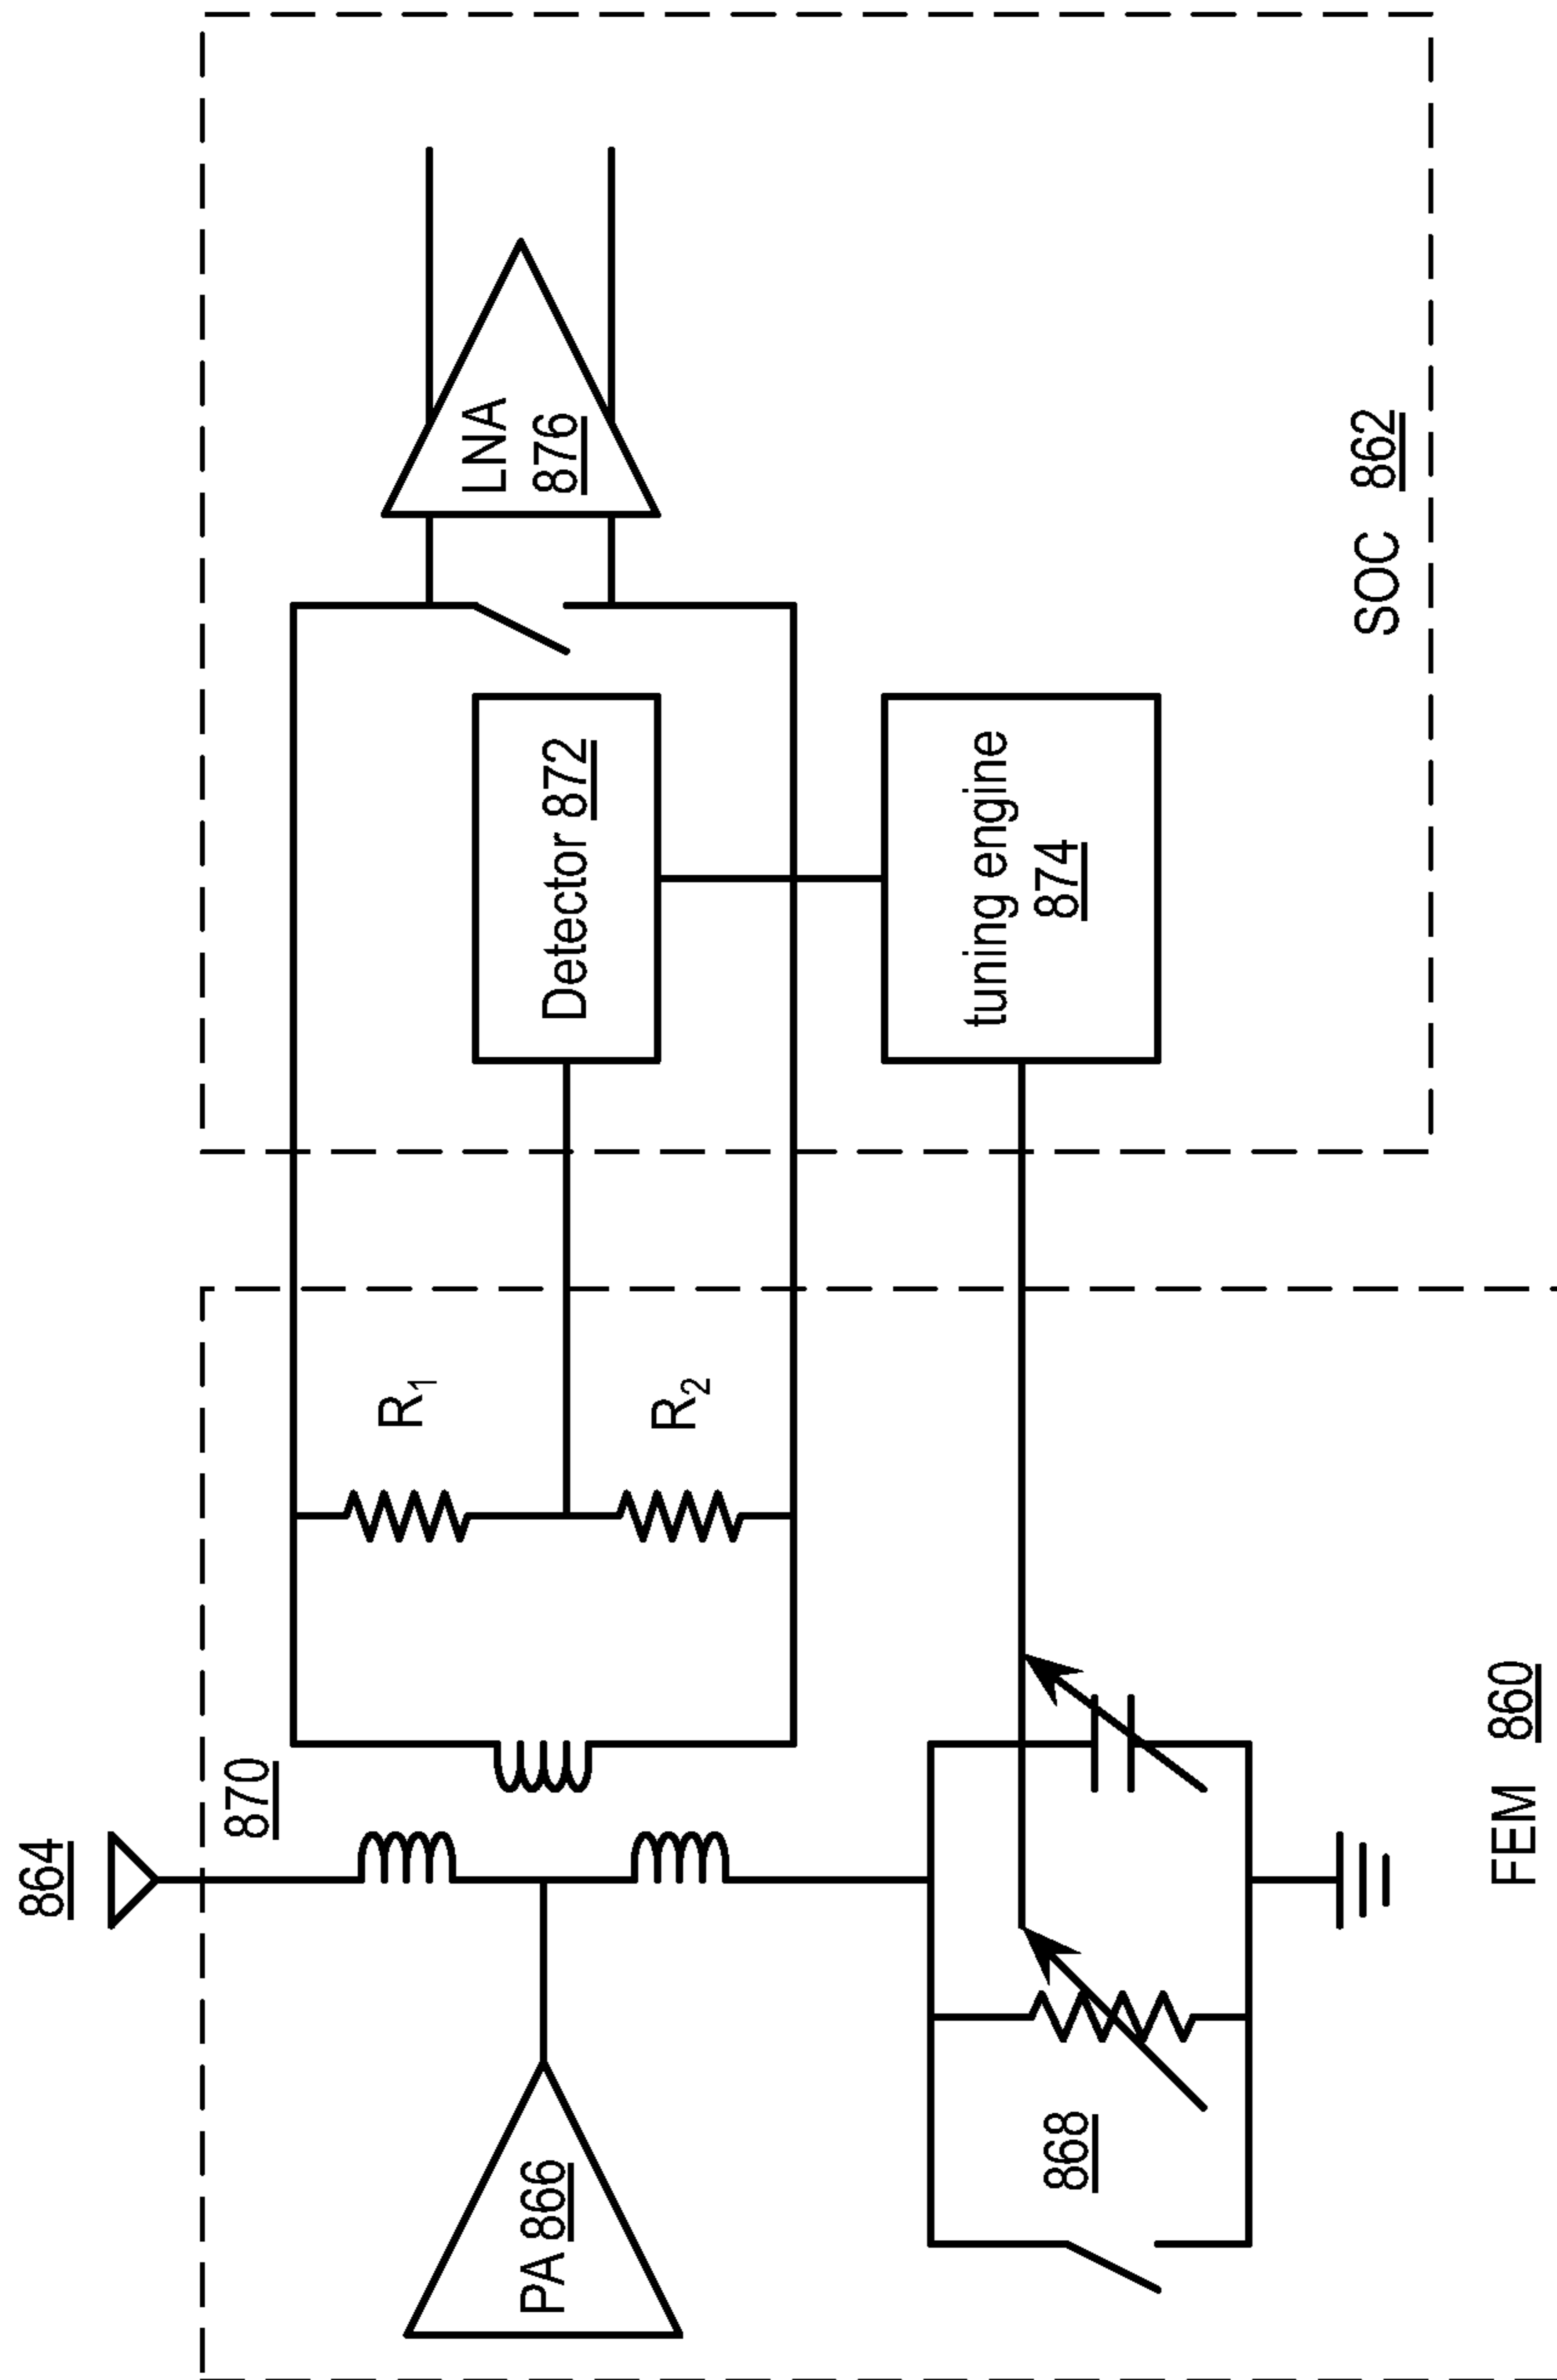 864
870
R1
R2
PA 866
868
FEM 860
LNA
876
Detector 872
tuning engine
874
SOC 862